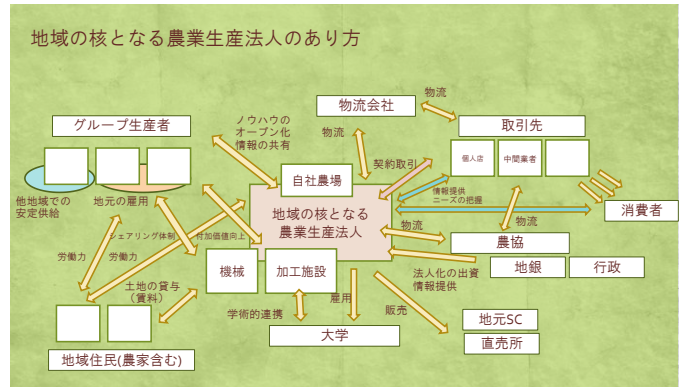 地域の核となる農業生産法人のあり方
物流会社
物流
取引先
グループ生産者
ノウハウの
オープン化
情報の共有
物流
個人店
中間業者
契約取引
自社農場
情報提供
ニーズの把握
他地域での
安定供給
地元の雇用
地域の核となる
農業生産法人
消費者
物流
物流
シェアリング体制
付加価値向上
農協
労働力
労働力
機械
加工施設
地銀
行政
法人化の出資
情報提供
土地の貸与
(賃料)
雇用
学術的連携
販売
地元SC
大学
直売所
地域住民(農家含む)